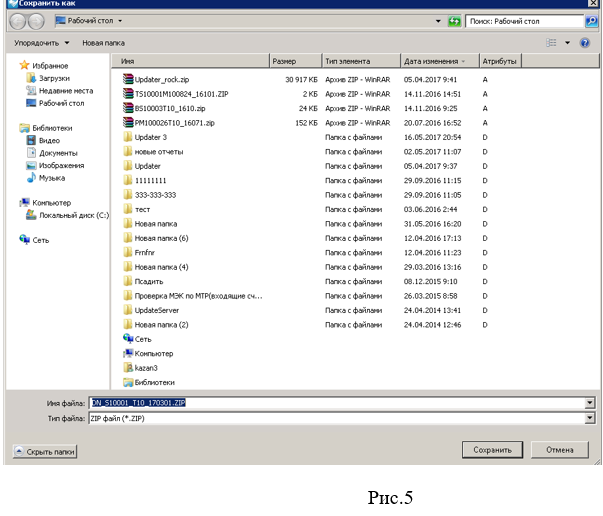 Сохранить как
Рабочий стол
Поиск: Рабочий стол
Упорядочить Новая папка
Имя Размер Тип элемента Дата изменения Атрибуты
Избранное
Загрузки
Недавние места
Рабочий стол
Библиотеки
Видео
Документы
Изображения
Музыка
Компьютер
Локальный диск (C:)
Сеть
Updater_rock.zip 30 917 КБ Архив ZIP - WinRAR 05.04.2017 9:41 A
TS10001M100824_16101.ZIP 2 КБ Архив ZIP - WinRAR 14.11.2016 14:51 A
BS10003T10_1610.zip 24 КБ Архив ZIP - WinRAR 14.11.2016 9:25 A
PM100026T10_16071.zip 152 КБ Архив ZIP - WinRAR 20.07.2016 16:52 A
Updater 3 Папка с файлами 16.05.2017 20:54 D
новые отчеты Папка с файлами 02.05.2017 11:07 D
Updater Папка с файлами 05.04.2017 9:37 D
11111111 Папка с файлами 29.09.2016 11:15 D
333-333-333 Папка с файлами 29.09.2016 11:05 D
тест Папка с файлами 03.06.2016 2:44 D
Новая папка Папка с файлами 31.05.2016 16:20 D
Новая папка (6) Папка с файлами 12.04.2016 17:13 D
Frnfnr Папка с файлами 12.04.2016 11:23 D
Новая папка (4) Папка с файлами 29.03.2016 13:16 D
Псадить Папка с файлами 08.12.2015 9:10 D
Проверка МЭК по МТР(входящие сч... Папка с файлами 26.03.2015 8:58 D
UpdateServer Папка с файлами 24.04.2014 13:41 D
Новая папка (2) Папка с файлами 24.04.2014 12:46 D
Сеть
Компьютер
kazan3
Библиотеки
Имя файла: DN_S10001_T10_170301.ZIP
Тип файла: ZIP файл (*.ZIP)
Скрыть папки Сохранить Отмена
Рис.5